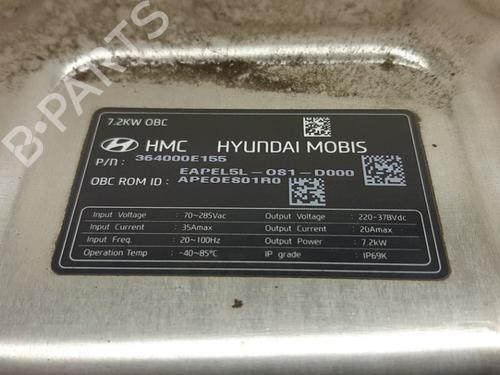 7.2KW OBC
HMC HYUNDAI MOBIS
P/N: 364000E155
EAPEL5L-0S1-D000
OBC ROM ID : APEOES01R0
Input Voltage 70~285Vac Output Voltage 220-378Vdc
Input Current 35Amax Output Current 20Amax
Input Freq. 20~100Hz Output Power 7.2kW
Operation Temp -40~85℃ IP grade IP69K
B-PARTS